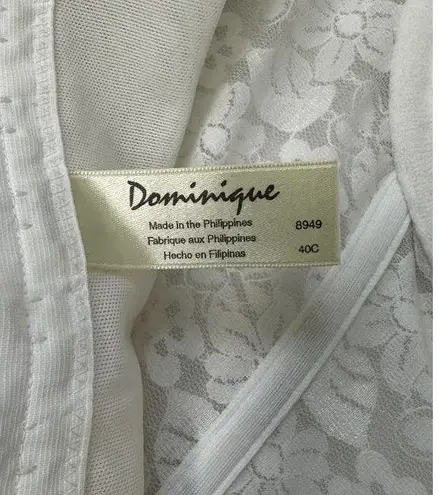 Dominique
Made in the Philippines 8949
Fabrique aux Philippines
Hecho en Filipinas 40C